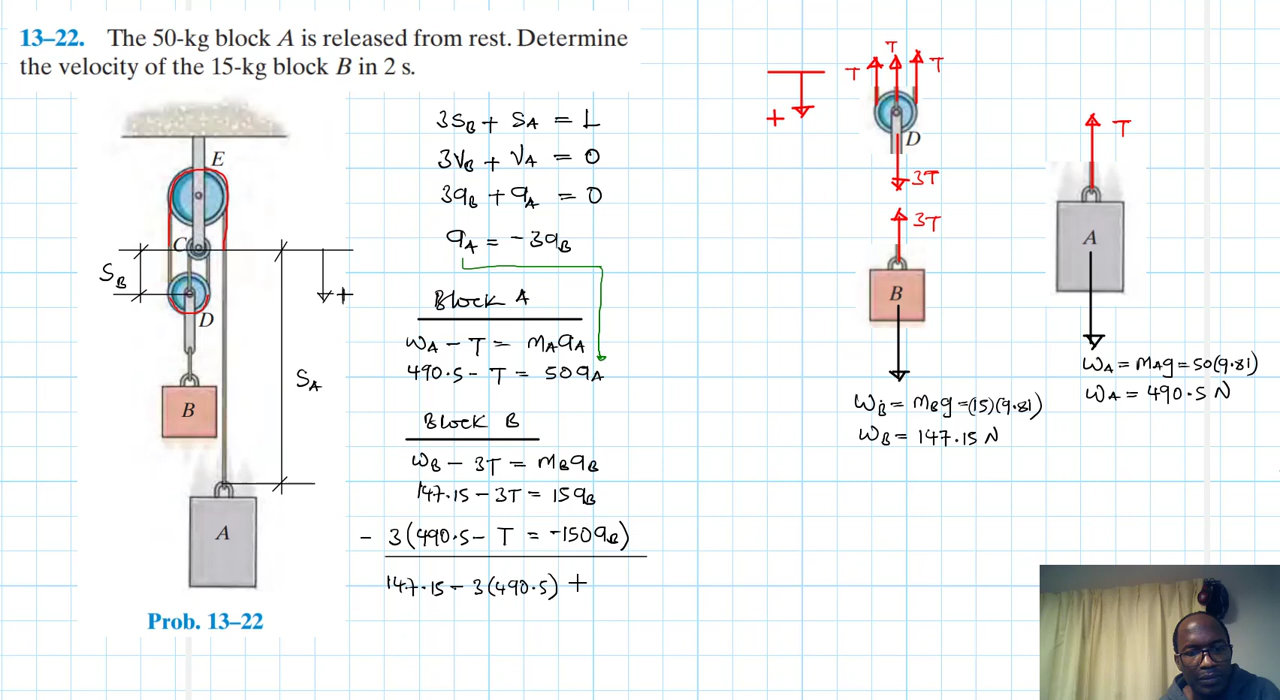 13–22. The 50-kg block A is released from rest. Determine
the velocity of the 15-kg block B in 2 s.
E
C
D
B
A
S_B
+
S_A
Prob. 13–22
3S_B + S_A = L
3V_B + V_A = 0
3a_B + a_A = 0
a_A = -3a_B
Block A
W_A - T = M_A a_A
490.5 - T = 50a_A
Block B
W_B - 3T = M_B a_B
147.15 - 3T = 15a_B
- 3(490.5 - T = -150a_B)
147.15 - 3(490.5) +
+
T
T
T
D
3T
3T
B
W_B = M_B g = (15)(9.81)
W_B = 147.15 N
T
A
W_A = M_A g = 50(9.81)
W_A = 490.5 N